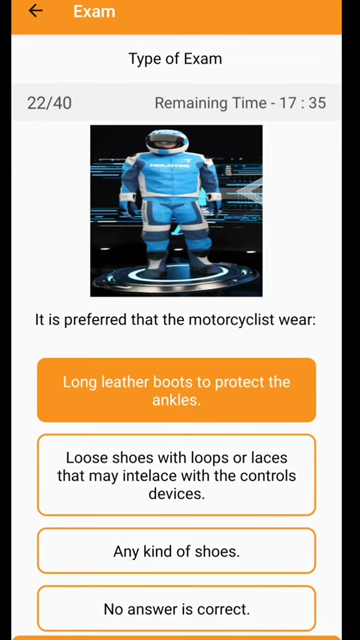 Exam
Type of Exam
22/40
Remaining Time - 17 : 35
It is preferred that the motorcyclist wear:
Long leather boots to protect the
ankles.
Loose shoes with loops or laces
that may intelace with the controls
devices.
Any kind of shoes.
No answer is correct.